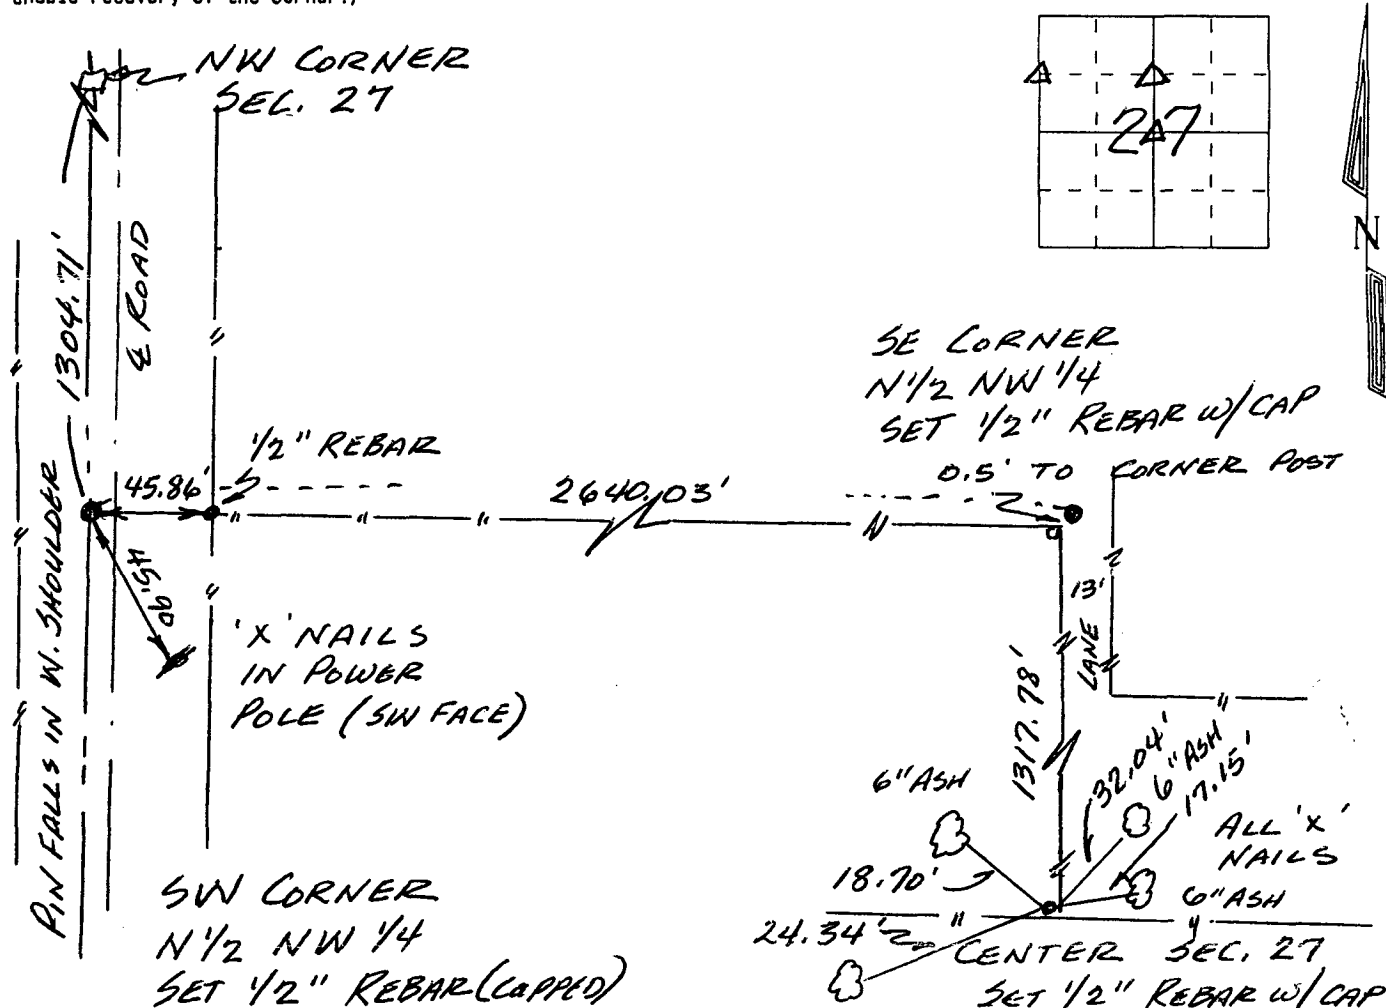 NW CORNER
SEC. 27
27
N
1304.71'
℄ ROAD
PIN FALLS IN W. SHOULDER
SE CORNER
N 1/2 NW 1/4
SET 1/2" REBAR W/CAP
0.5' TO CORNER POST
1/2" REBAR
45.86'
2640.03'
45.90
'X' NAILS
IN POWER
POLE (SW FACE)
13'
LANE
1317.78'
32.04'
6" ASH
17.15'
6" ASH
ALL 'X'
NAILS
18.70'
6" ASH
24.34'
SW CORNER
N 1/2 NW 1/4
SET 1/2" REBAR (CAPPED)
CENTER SEC. 27
SET 1/2" REBAR W/CAP